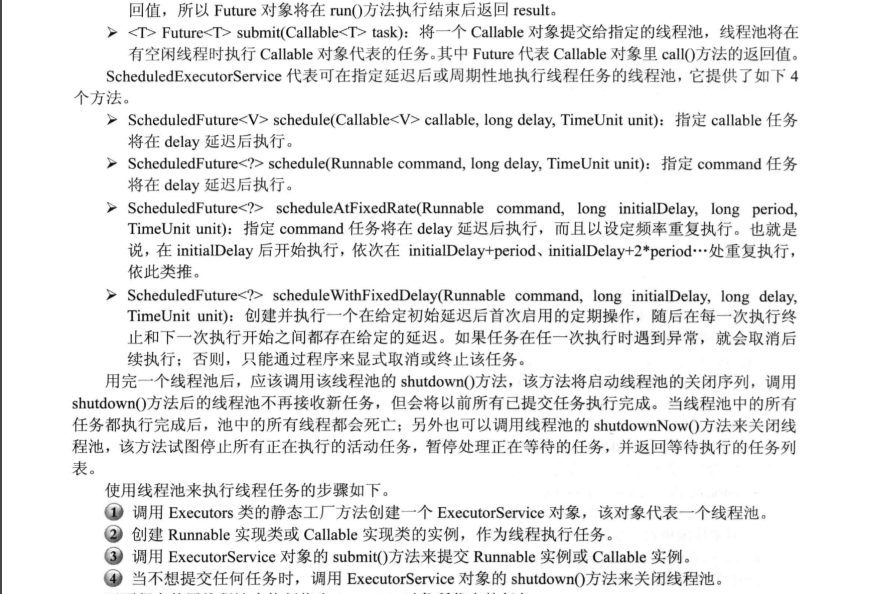 回值，所以 Future 对象将在 run()方法执行结束后返回 result。
➢ <T> Future<T> submit(Callable<T> task)：将一个 Callable 对象提交给指定的线程池，线程池将在
有空闲线程时执行 Callable 对象代表的任务。其中 Future 代表 Callable 对象里 call()方法的返回值。
ScheduledExecutorService 代表可在指定延迟后或周期性地执行线程任务的线程池，它提供了如下 4
个方法。
➢ ScheduledFuture<V> schedule(Callable<V> callable, long delay, TimeUnit unit)：指定 callable 任务
将在 delay 延迟后执行。
➢ ScheduledFuture<?> schedule(Runnable command, long delay, TimeUnit unit)：指定 command 任务
将在 delay 延迟后执行。
➢ ScheduledFuture<?> scheduleAtFixedRate(Runnable command, long initialDelay, long period,
TimeUnit unit)：指定 command 任务将在 delay 延迟后执行，而且以设定频率重复执行。也就是
说，在 initialDelay 后开始执行，依次在 initialDelay+period、initialDelay+2*period…处重复执行，
依此类推。
➢ ScheduledFuture<?> scheduleWithFixedDelay(Runnable command, long initialDelay, long delay,
TimeUnit unit)：创建并执行一个在给定初始延迟后首次启用的定期操作，随后在每一次执行终
止和下一次执行开始之间都存在给定的延迟。如果任务在任一次执行时遇到异常，就会取消后
续执行；否则，只能通过程序来显式取消或终止该任务。
用完一个线程池后，应该调用该线程池的 shutdown()方法，该方法将启动线程池的关闭序列，调用
shutdown()方法后的线程池不再接收新任务，但会将以前所有已提交任务执行完成。当线程池中的所有
任务都执行完成后，池中的所有线程都会死亡；另外也可以调用线程池的 shutdownNow()方法来关闭线
程池，该方法试图停止所有正在执行的活动任务，暂停处理正在等待的任务，并返回等待执行的任务列
表。
使用线程池来执行线程任务的步骤如下。
1 调用 Executors 类的静态工厂方法创建一个 ExecutorService 对象，该对象代表一个线程池。
2 创建 Runnable 实现类或 Callable 实现类的实例，作为线程执行任务。
3 调用 ExecutorService 对象的 submit()方法来提交 Runnable 实例或 Callable 实例。
4 当不想提交任何任务时，调用 ExecutorService 对象的 shutdown()方法来关闭线程池。